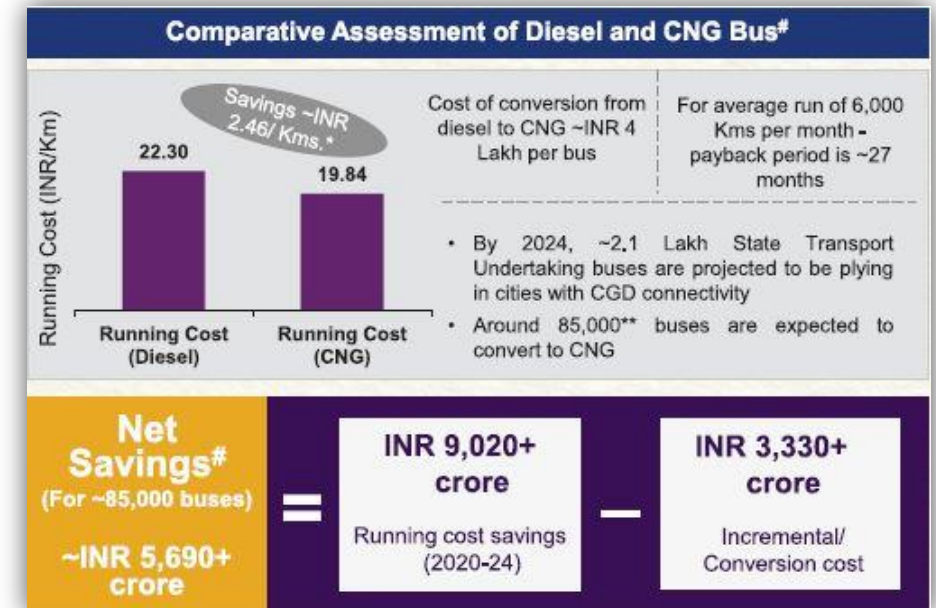 Comparative Assessment of Diesel and CNG Bus#
Running Cost (INR/Km)
Savings ~INR
2.46/ Kms.*
22.30
19.84
Running Cost
(Diesel)
Running Cost
(CNG)
Cost of conversion from
diesel to CNG ~INR 4
Lakh per bus
For average run of 6,000
Kms per month -
payback period is ~27
months
• By 2024, ~2.1 Lakh State Transport
Undertaking buses are projected to be plying
in cities with CGD connectivity
• Around 85,000** buses are expected to
convert to CNG
Net
Savings#
(For ~85,000 buses)
~INR 5,690+
crore
=
INR 9,020+
crore
Running cost savings
(2020-24)
–
INR 3,330+
crore
Incremental/
Conversion cost